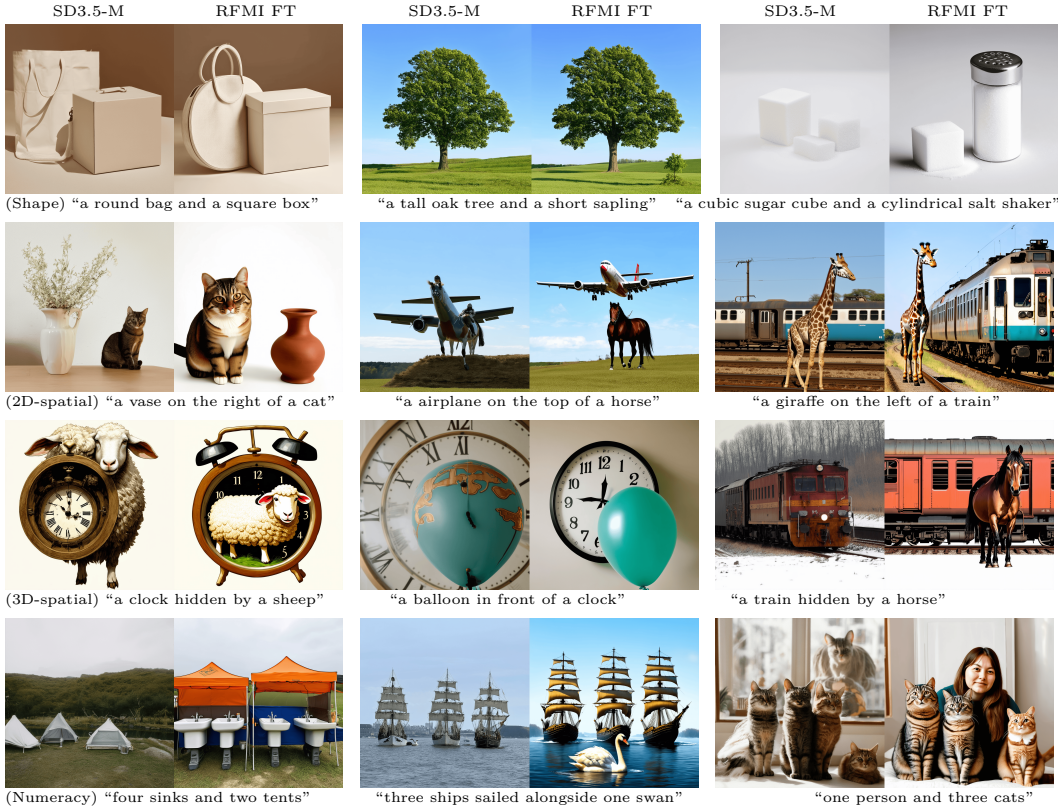 SD3.5-M RFMI FT SD3.5-M RFMI FT SD3.5-M RFMI FT
(Shape) “a round bag and a square box” “a tall oak tree and a short sapling” “a cubic sugar cube and a cylindrical salt shaker”
(2D-spatial) “a vase on the right of a cat” “a airplane on the top of a horse” “a giraffe on the left of a train”
(3D-spatial) “a clock hidden by a sheep” “a balloon in front of a clock” “a train hidden by a horse”
(Numeracy) “four sinks and two tents” “three ships sailed alongside one swan” “one person and three cats”